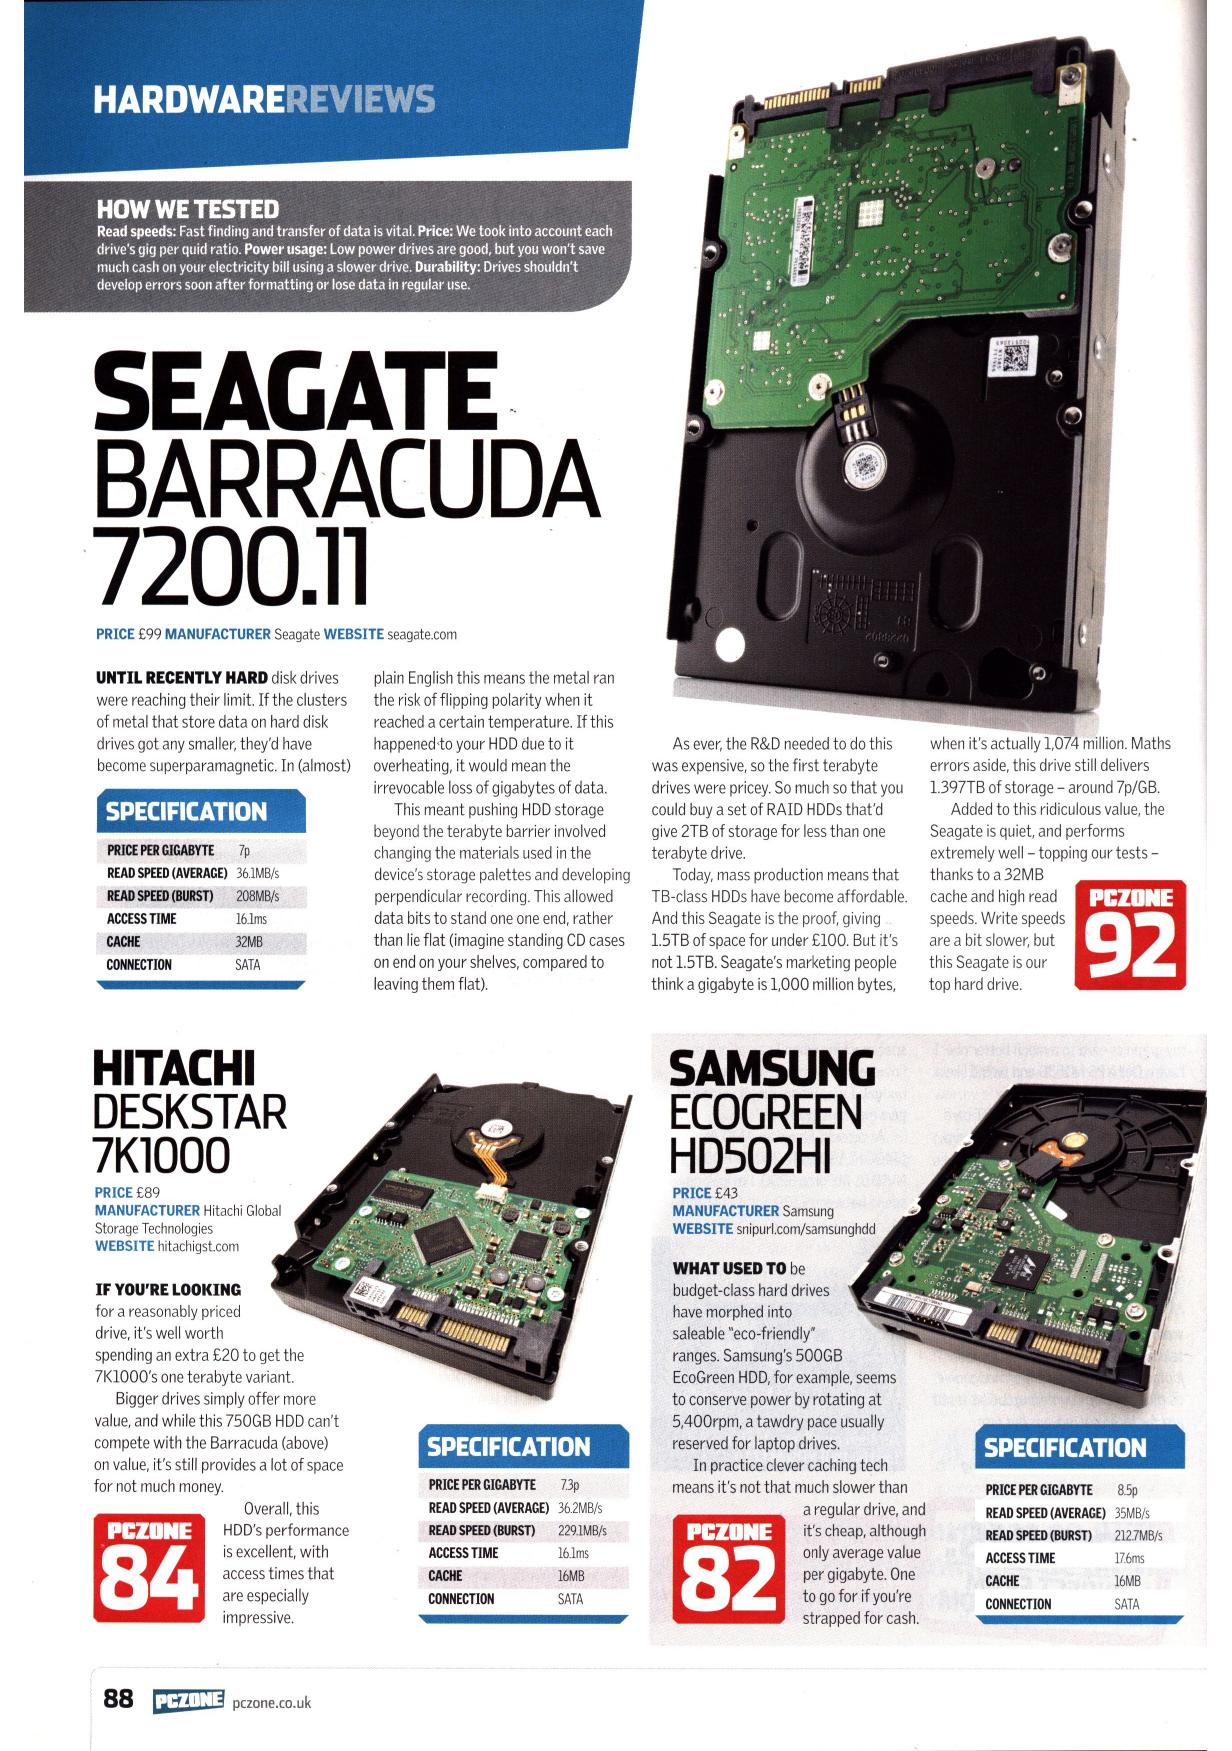 HARDWAREREVIEWS
HOW WE TESTED
Read speeds: Fast finding and transfer of data is vital. Price: We took into account each
drive's gig per quid ratio. Power usage: Low power drives are good, but you won't save
much cash on your electricity bill using a slower drive. Durability: Drives shouldn't
develop errors soon after formatting or lose data in regular use.
SEAGATE
BARRACUDA
7200.11
PRICE £99 MANUFACTURER Seagate WEBSITE seagate.com
UNTIL RECENTLY HARD disk drives
were reaching their limit. If the clusters
of metal that store data on hard disk
drives got any smaller, they'd have
become superparamagnetic. In (almost)
SPECIFICATION
PRICE PER GIGABYTE 7p
READ SPEED (AVERAGE) 36.1MB/s
READ SPEED (BURST) 208MB/s
ACCESS TIME 16.1ms
CACHE 32MB
CONNECTION SATA
plain English this means the metal ran
the risk of flipping polarity when it
reached a certain temperature. If this
happened to your HDD due to it
overheating, it would mean the
irrevocable loss of gigabytes of data.
This meant pushing HDD storage
beyond the terabyte barrier involved
changing the materials used in the
device's storage palettes and developing
perpendicular recording. This allowed
data bits to stand one one end, rather
than lie flat (imagine standing CD cases
on end on your shelves, compared to
leaving them flat).
As ever, the R&D needed to do this
was expensive, so the first terabyte
drives were pricey. So much so that you
could buy a set of RAID HDDs that'd
give 2TB of storage for less than one
terabyte drive.
Today, mass production means that
TB-class HDDs have become affordable.
And this Seagate is the proof, giving
1.5TB of space for under £100. But it's
not 1.5TB. Seagate's marketing people
think a gigabyte is 1,000 million bytes,
when it's actually 1,074 million. Maths
errors aside, this drive still delivers
1.397TB of storage – around 7p/GB.
Added to this ridiculous value, the
Seagate is quiet, and performs
extremely well – topping our tests –
thanks to a 32MB
cache and high read
speeds. Write speeds
are a bit slower, but
this Seagate is our
top hard drive.
PCZONE
92
HITACHI
DESKSTAR
7K1000
PRICE £89
MANUFACTURER Hitachi Global
Storage Technologies
WEBSITE hitachigst.com
IF YOU'RE LOOKING
for a reasonably priced
drive, it's well worth
spending an extra £20 to get the
7K1000's one terabyte variant.
Bigger drives simply offer more
value, and while this 750GB HDD can't
compete with the Barracuda (above)
on value, it's still provides a lot of space
for not much money.
Overall, this
HDD's performance
is excellent, with
access times that
are especially
impressive.
PCZONE
84
SPECIFICATION
PRICE PER GIGABYTE 7.3p
READ SPEED (AVERAGE) 36.2MB/s
READ SPEED (BURST) 229.1MB/s
ACCESS TIME 16.1ms
CACHE 16MB
CONNECTION SATA
SAMSUNG
ECOGREEN
HD502HI
PRICE £43
MANUFACTURER Samsung
WEBSITE snipurl.com/samsunghdd
WHAT USED TO be
budget-class hard drives
have morphed into
saleable "eco-friendly"
ranges. Samsung's 500GB
EcoGreen HDD, for example, seems
to conserve power by rotating at
5,400rpm, a tawdry pace usually
reserved for laptop drives.
In practice clever caching tech
means it's not that much slower than
a regular drive, and
it's cheap, although
only average value
per gigabyte. One
to go for if you're
strapped for cash.
PCZONE
82
SPECIFICATION
PRICE PER GIGABYTE 8.5p
READ SPEED (AVERAGE) 35MB/s
READ SPEED (BURST) 212.7MB/s
ACCESS TIME 17.6ms
CACHE 16MB
CONNECTION SATA
88 PCZONE pczone.co.uk